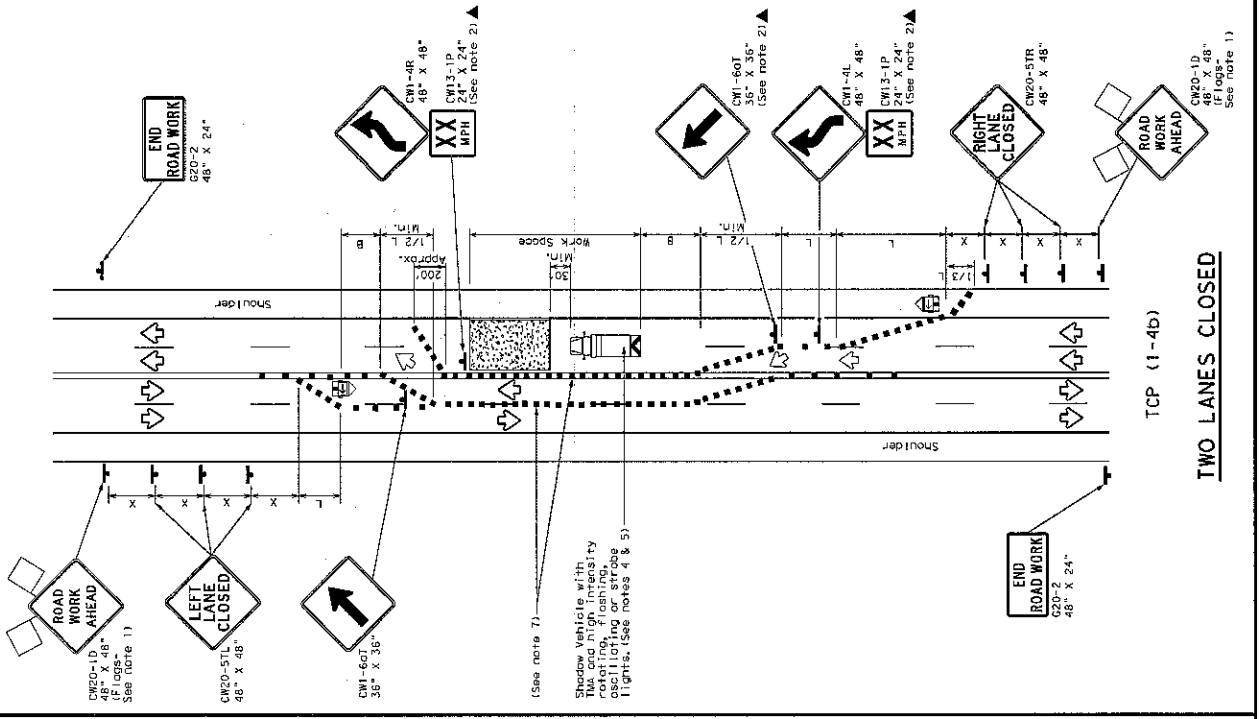 END
ROAD WORK
G20-2
48" X 24"
CW1-4R
48" X 48"
XX
MPH
CW13-1P
24" X 24"
(See note 2)▲
CW1-6aT
36" X 36"
(See note 2)▲
CW1-4L
48" X 48"
XX
MPH
CW13-1P
24" X 24"
(See note 2)▲
RIGHT
LANE
CLOSED
CW20-5TR
48" X 48"
ROAD
WORK
AHEAD
CW20-1D
48" X 48"
(Flags-
See note 1)
Shoulder
B
1/2 L
Min.
200'
Approx.
Work Space
30'
Min.
B
1/2 L
Min.
L
L
1/3 L
X
X
X
X
Shoulder
X
X
X
X
L
ROAD
WORK
AHEAD
CW20-1D
48" X 48"
(Flags-
See note 1)
LEFT
LANE
CLOSED
CW20-5TL
48" X 48"
CW1-6aT
36" X 36"
(See note 7)
Shadow Vehicle with
TMA and high intensity
rotating, flashing,
oscillating or strobe
lights. (See notes 4 & 5)
END
ROAD WORK
G20-2
48" X 24"
TCP (1-4b)
TWO LANES CLOSED